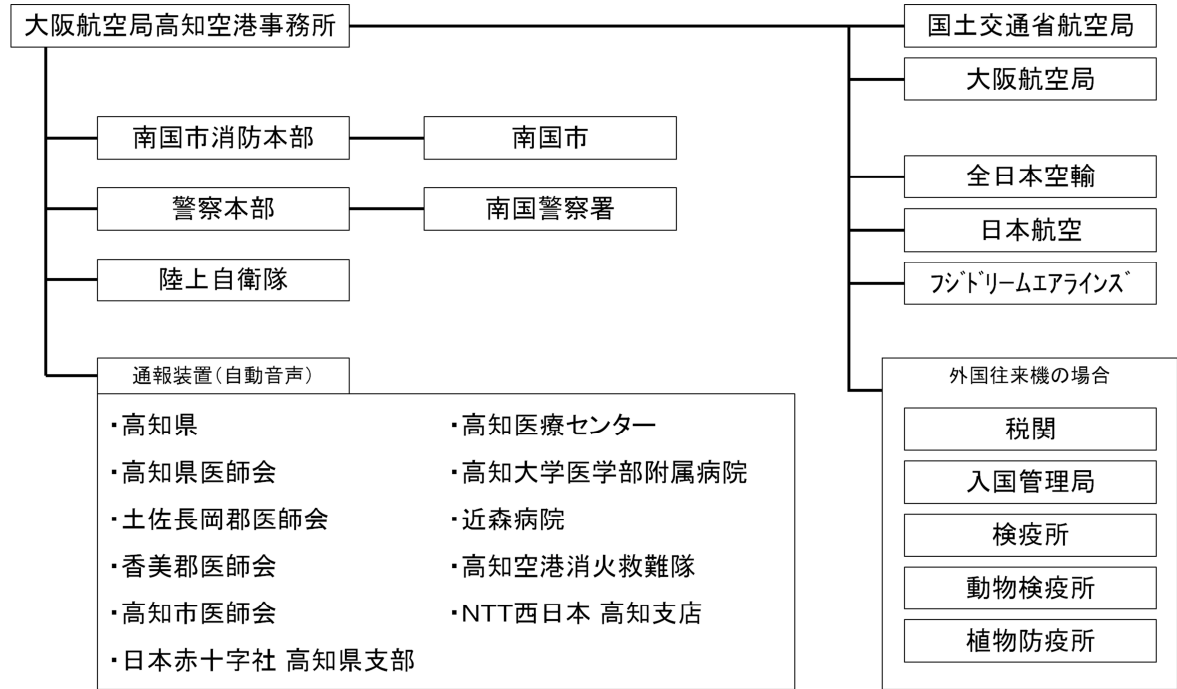 大阪航空局高知空港事務所
国土交通省航空局
大阪航空局
南国市消防本部
南国市
全日本空輸
警察本部
南国警察署
日本航空
陸上自衛隊
フジドリームエアラインズ
通報装置(自動音声)
・高知県
・高知県医師会
・土佐長岡郡医師会
・香美郡医師会
・高知市医師会
・日本赤十字社 高知県支部
・高知医療センター
・高知大学医学部附属病院
・近森病院
・高知空港消火救難隊
・NTT西日本 高知支店
外国往来機の場合
税関
入国管理局
検疫所
動物検疫所
植物防疫所